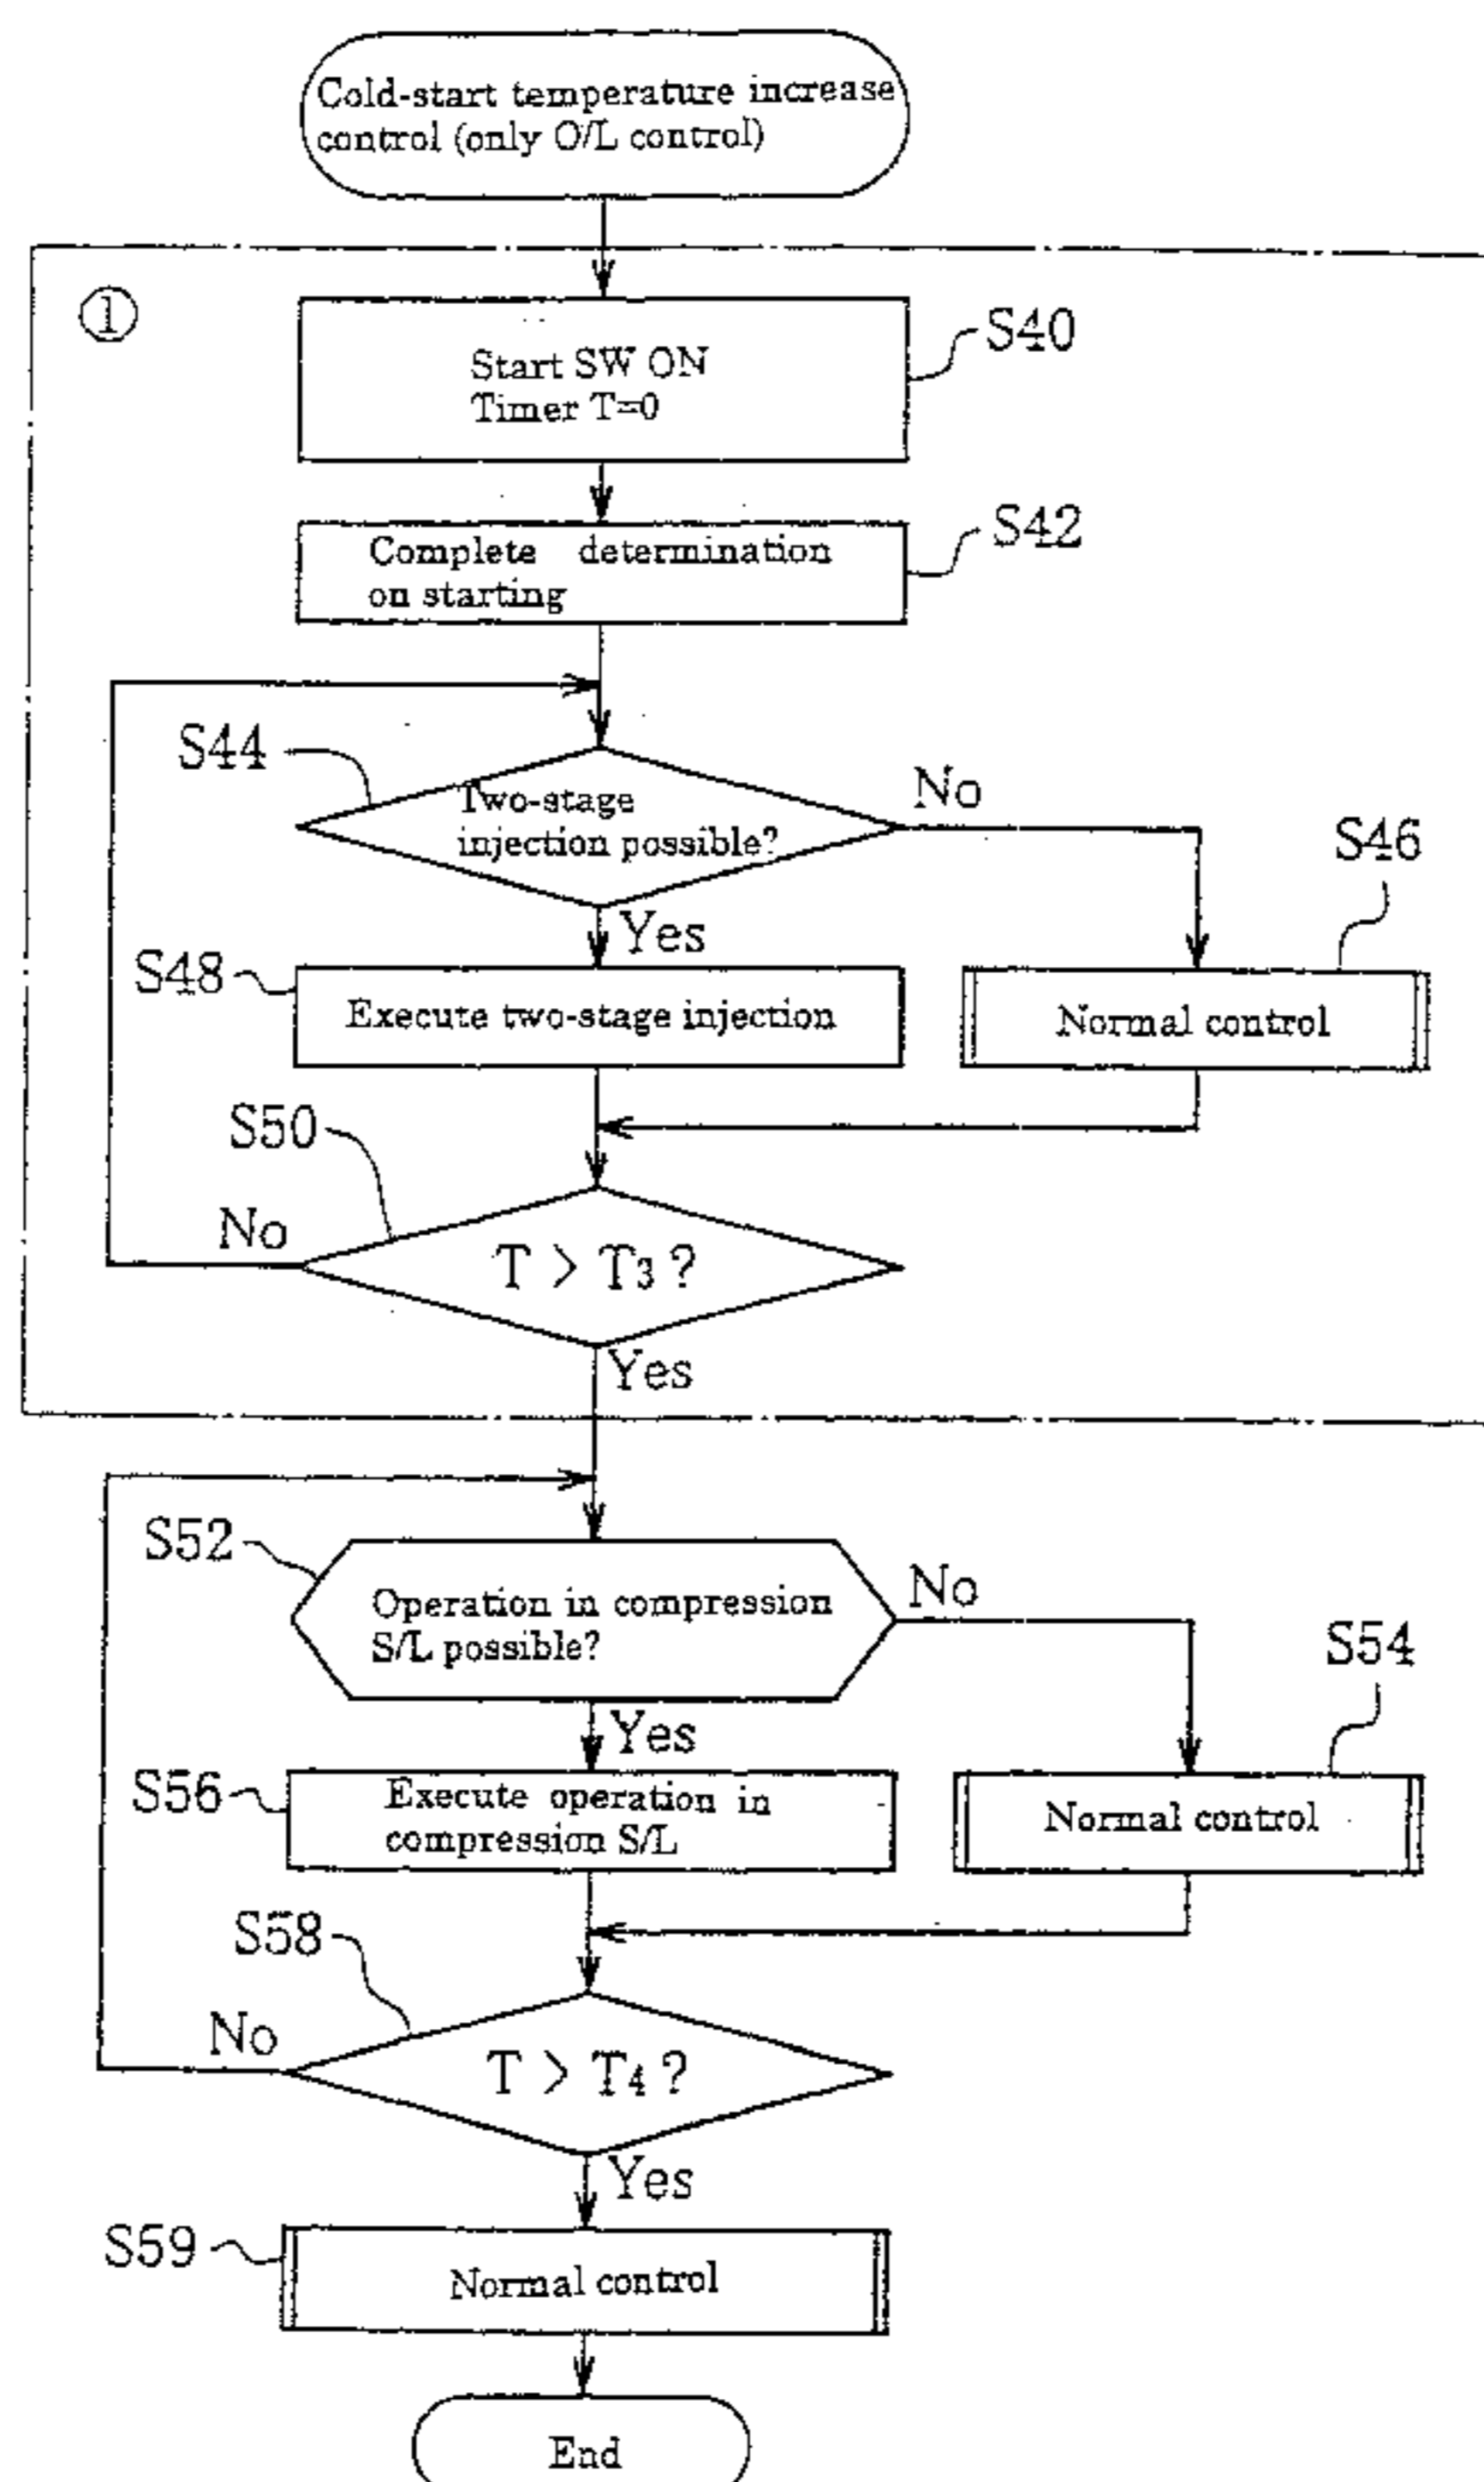 Cold-start temperature increase
control (only O/L control)
①
S40
Start SW ON
Timer T=0
S42
Complete determination
on starting
S44
Two-stage
injection possible?
No
S46
Yes
S48
Execute two-stage injection
Normal control
S50
No
T > T3 ?
Yes
S52
Operation in compression
S/L possible?
No
S54
Yes
S56
Execute operation in
compression S/L
Normal control
S58
No
T > T4 ?
Yes
S59
Normal control
End